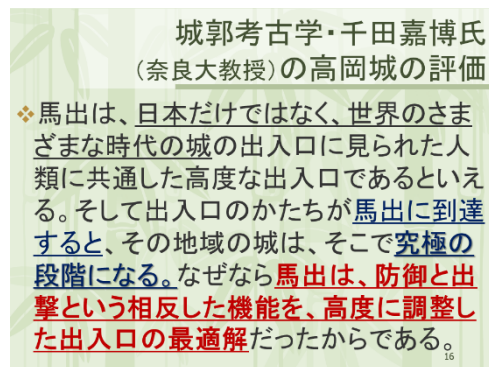 城郭考古学・千田嘉博氏
（奈良大教授）の高岡城の評価
馬出は、日本だけではなく、世界のさま
ざまな時代の城の出入口に見られた人
類に共通した高度な出入口であるといえ
る。そして出入口のかたちが馬出に到達
すると、その地域の城は、そこで究極の
段階になる。なぜなら馬出は、防御と出
撃という相反した機能を、高度に調整し
た出入口の最適解だったからである。
16